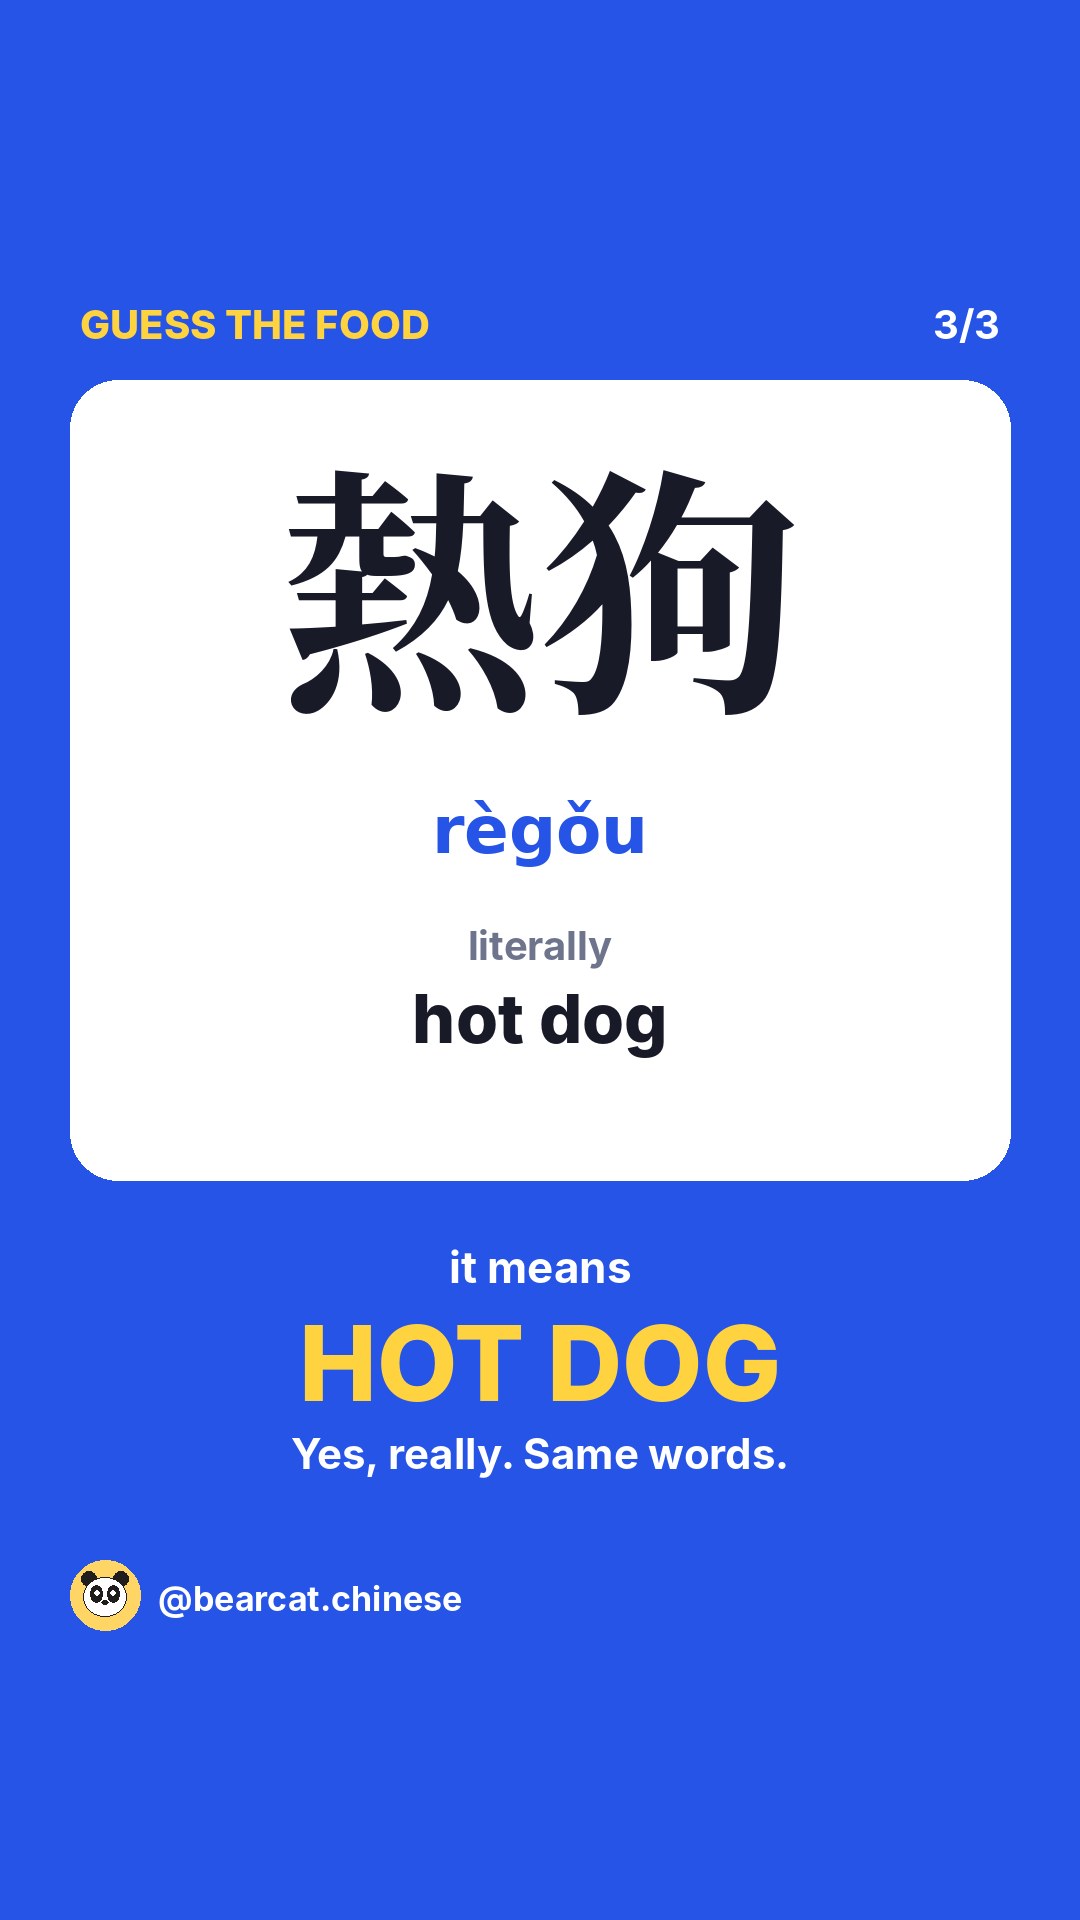 GUESS THE FOOD
3/3
熱狗
règǒu
literally
hot dog
it means
HOT DOG
Yes, really. Same words.
@bearcat.chinese